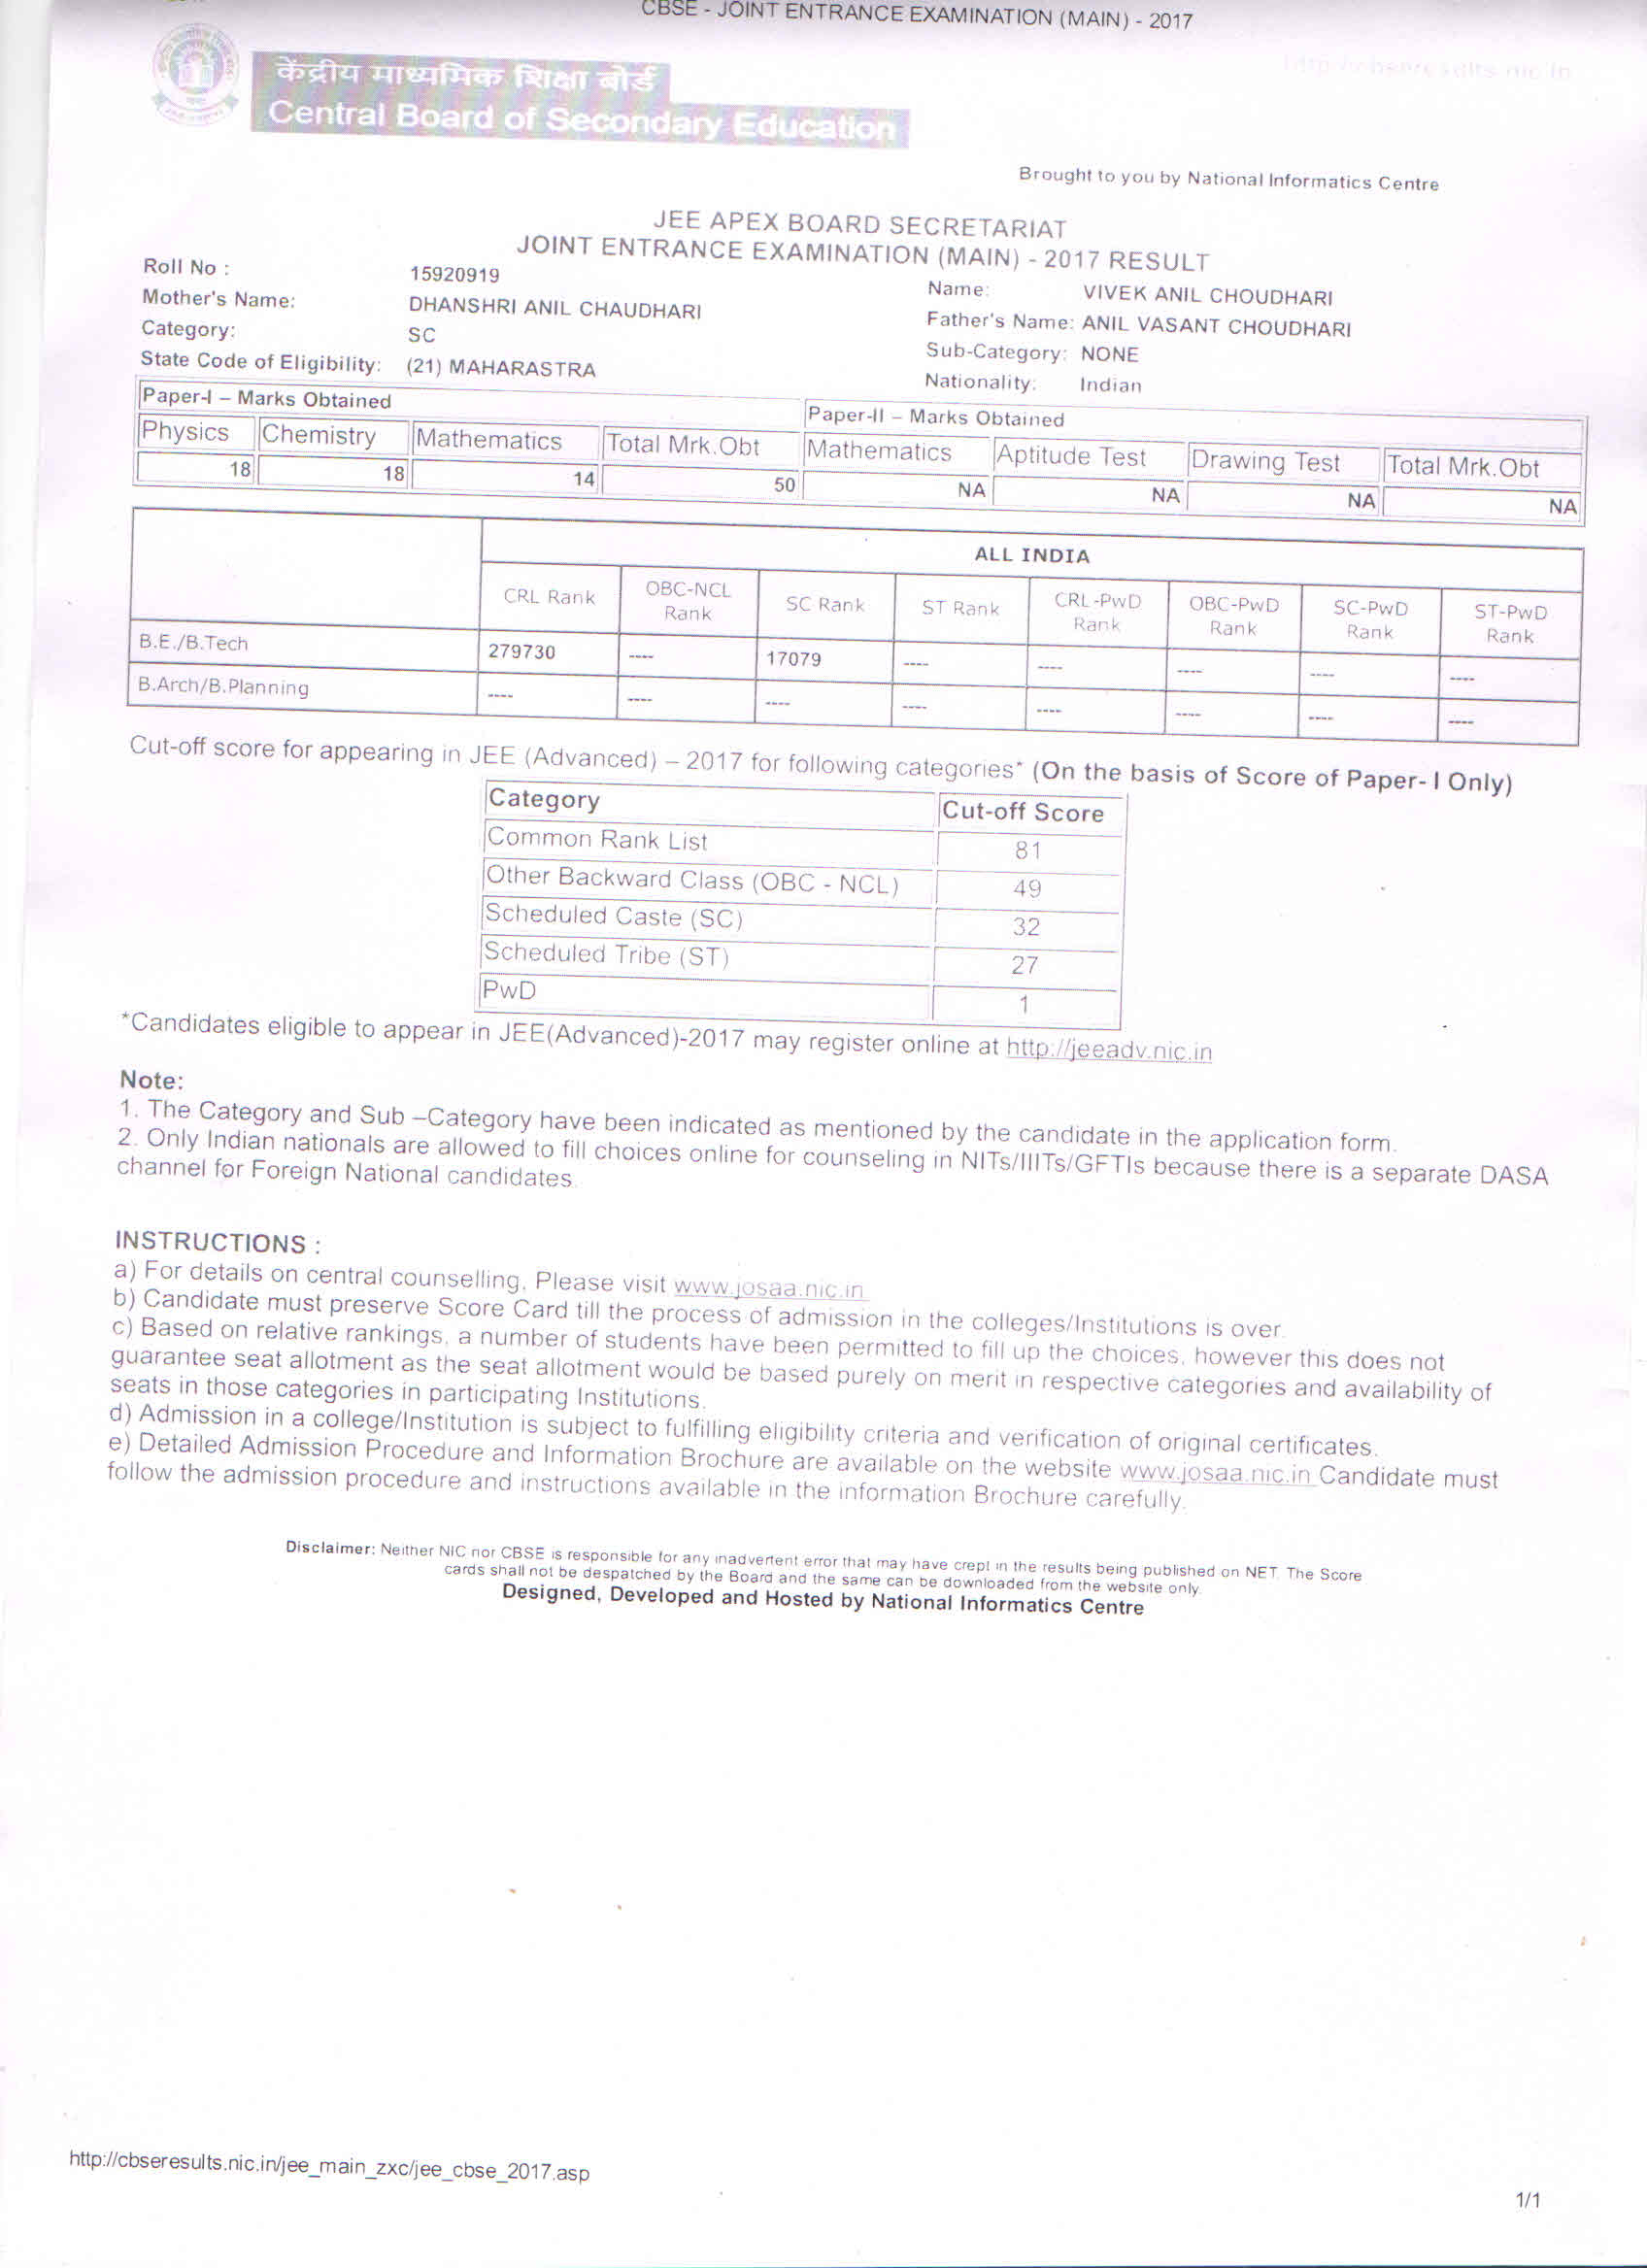 CBSE - JOINT ENTRANCE EXAMINATION (MAIN) - 2017
केंद्रीय माध्यमिक शिक्षा बोर्ड
Central Board of Secondary Education
Brought to you by National Informatics Centre
JEE APEX BOARD SECRETARIAT
JOINT ENTRANCE EXAMINATION (MAIN) - 2017 RESULT
Roll No : 15920919 Name: VIVEK ANIL CHOUDHARI
Mother's Name: DHANSHRI ANIL CHAUDHARI Father's Name: ANIL VASANT CHOUDHARI
Category: SC Sub-Category: NONE
State Code of Eligibility: (21) MAHARASTRA Nationality: Indian
Paper-I – Marks Obtained Paper-II – Marks Obtained
Physics Chemistry Mathematics Total Mrk.Obt Mathematics Aptitude Test Drawing Test Total Mrk.Obt
18 18 14 50 NA NA NA NA
ALL INDIA
CRL Rank OBC-NCL Rank SC Rank ST Rank CRL-PwD Rank OBC-PwD Rank SC-PwD Rank ST-PwD Rank
B.E./B.Tech 279730 ---- 17079 ---- ---- ---- ---- ----
B.Arch/B.Planning ---- ---- ---- ---- ---- ---- ---- ----
Cut-off score for appearing in JEE (Advanced) – 2017 for following categories* (On the basis of Score of Paper- I Only)
Category Cut-off Score
Common Rank List 81
Other Backward Class (OBC - NCL) 49
Scheduled Caste (SC) 32
Scheduled Tribe (ST) 27
PwD 1
*Candidates eligible to appear in JEE(Advanced)-2017 may register online at http://jeeadv.nic.in
Note:
1. The Category and Sub –Category have been indicated as mentioned by the candidate in the application form.
2. Only Indian nationals are allowed to fill choices online for counseling in NITs/IIITs/GFTIs because there is a separate DASA
channel for Foreign National candidates.
INSTRUCTIONS :
a) For details on central counselling, Please visit www.josaa.nic.in
b) Candidate must preserve Score Card till the process of admission in the colleges/Institutions is over.
c) Based on relative rankings, a number of students have been permitted to fill up the choices, however this does not
guarantee seat allotment as the seat allotment would be based purely on merit in respective categories and availability of
seats in those categories in participating Institutions.
d) Admission in a college/Institution is subject to fulfilling eligibility criteria and verification of original certificates.
e) Detailed Admission Procedure and Information Brochure are available on the website www.josaa.nic.in Candidate must
follow the admission procedure and instructions available in the information Brochure carefully.
Disclaimer: Neither NIC nor CBSE is responsible for any inadvertent error that may have crept in the results being published on NET The Score
cards shall not be despatched by the Board and the same can be downloaded from the website only.
Designed, Developed and Hosted by National Informatics Centre
http://cbseresults.nic.in/jee_main_zxc/jee_cbse_2017.asp
1/1